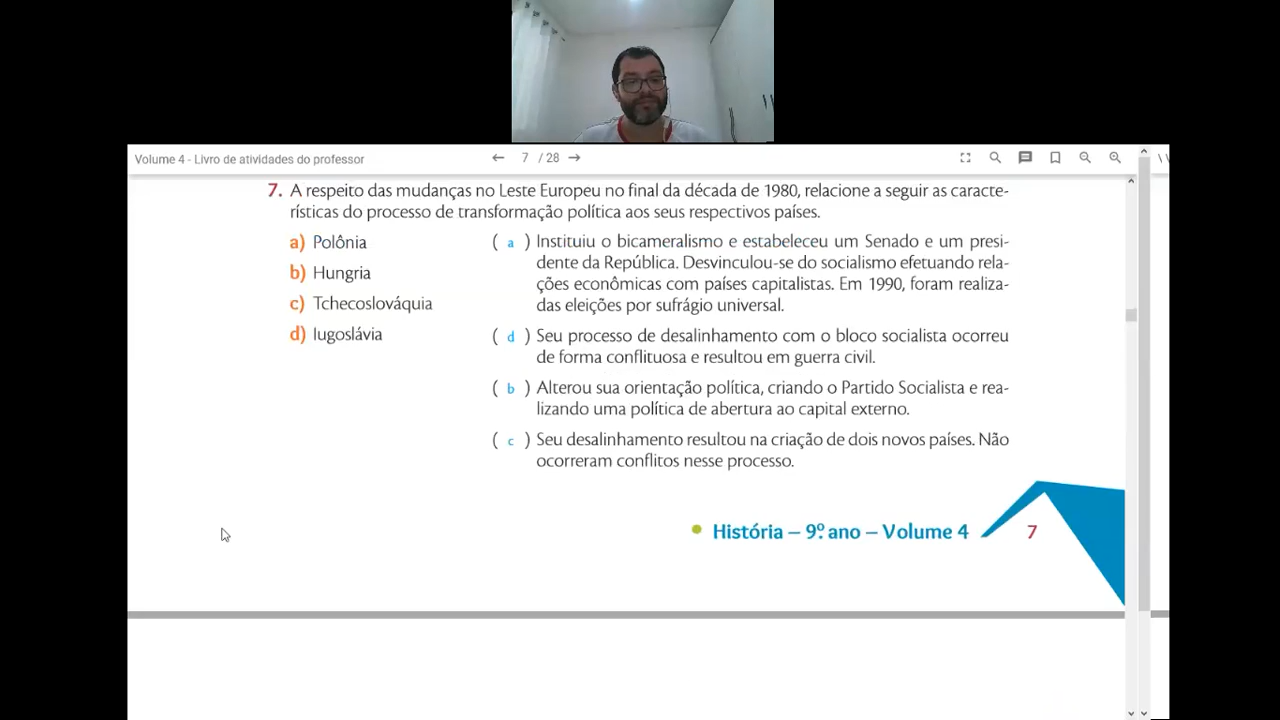 Volume 4 - Livro de atividades do professor
7 / 28
7. A respeito das mudanças no Leste Europeu no final da década de 1980, relacione a seguir as caracte-
rísticas do processo de transformação política aos seus respectivos países.
a) Polônia
b) Hungria
c) Tchecoslováquia
d) Iugoslávia
( a ) Instituiu o bicameralismo e estabeleceu um Senado e um presi-
dente da República. Desvinculou-se do socialismo efetuando rela-
ções econômicas com países capitalistas. Em 1990, foram realiza-
das eleições por sufrágio universal.
( d ) Seu processo de desalinhamento com o bloco socialista ocorreu
de forma conflituosa e resultou em guerra civil.
( b ) Alterou sua orientação política, criando o Partido Socialista e rea-
lizando uma política de abertura ao capital externo.
( c ) Seu desalinhamento resultou na criação de dois novos países. Não
ocorreram conflitos nesse processo.
História – 9º. ano – Volume 4
7